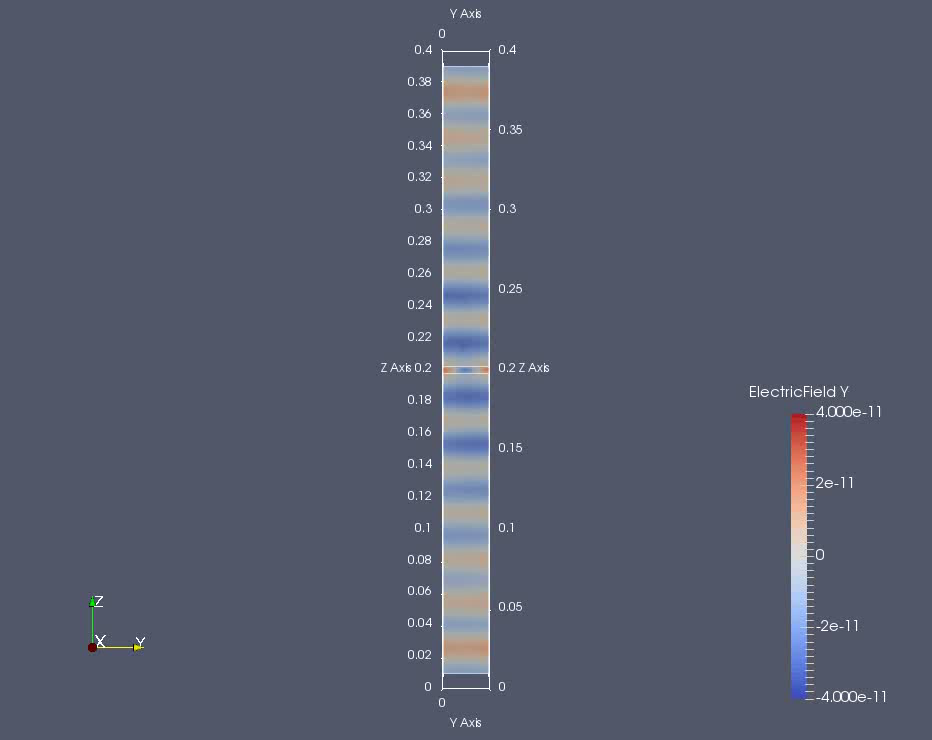 Y Axis
0
0.4 0.4
0.38
0.36
0.35
0.34
0.32
0.3 0.3
0.28
0.26
0.25
0.24
0.22
Z Axis 0.2 0.2 Z Axis
0.18
0.16
0.15
0.14
0.12
0.1 0.1
0.08
0.06
0.05
0.04
0.02
0 0
0
Y Axis
ElectricField Y
4.000e-11
2e-11
0
-2e-11
-4.000e-11
Z
X Y